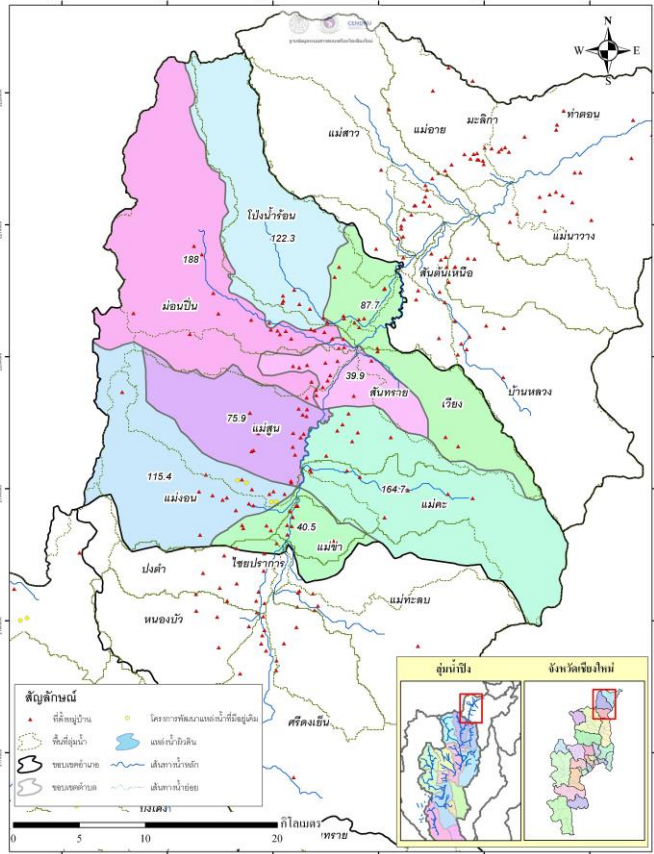 CENDRU
N
W E
S
แม่สาว
แม่อาย
มะลิกา
ท่าตอน
โป่งน้ำร้อน
122.3
แม่นาวาง
188
สันต้นเหมือ
ม่อนปิ่น
87.7
39.9
สันทราย
เวียง
บ้านหลวง
75.9
แม่สูน
115.4
แม่งอน
164.7
แม่คะ
40.5
แม่ข่า
ไชยปราการ
ปงตำ
แม่ทะลบ
หนองบัว
ศรีดงเย็น
สัญลักษณ์
ที่ตั้งหมู่บ้าน
โครงการพัฒนาแหล่งน้ำที่มีอยู่เดิม
พื้นที่ลุ่มน้ำ
แหล่งน้ำผิวดิน
ขอบเขตอำเภอ
เส้นทางน้ำหลัก
ขอบเขตตำบล
เส้นทางน้ำย่อย
กิโลเมตร
0 5 10 20
ทราย
ลุ่มน้ำปิง
จังหวัดเชียงใหม่